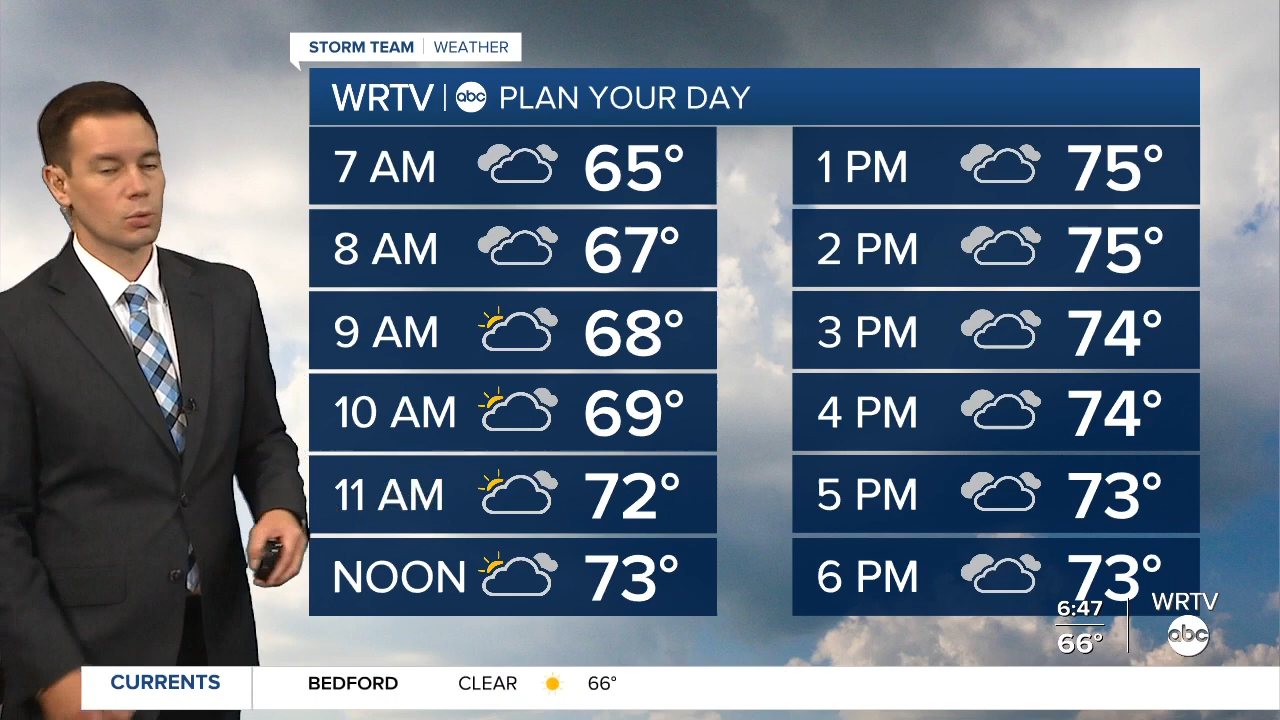 STORM TEAM | WEATHER
WRTV | abc PLAN YOUR DAY
7 AM 65°
8 AM 67°
9 AM 68°
10 AM 69°
11 AM 72°
NOON 73°
1 PM 75°
2 PM 75°
3 PM 74°
4 PM 74°
5 PM 73°
6 PM 73°
6:47
66°
WRTV
abc
CURRENTS BEDFORD CLEAR 66°